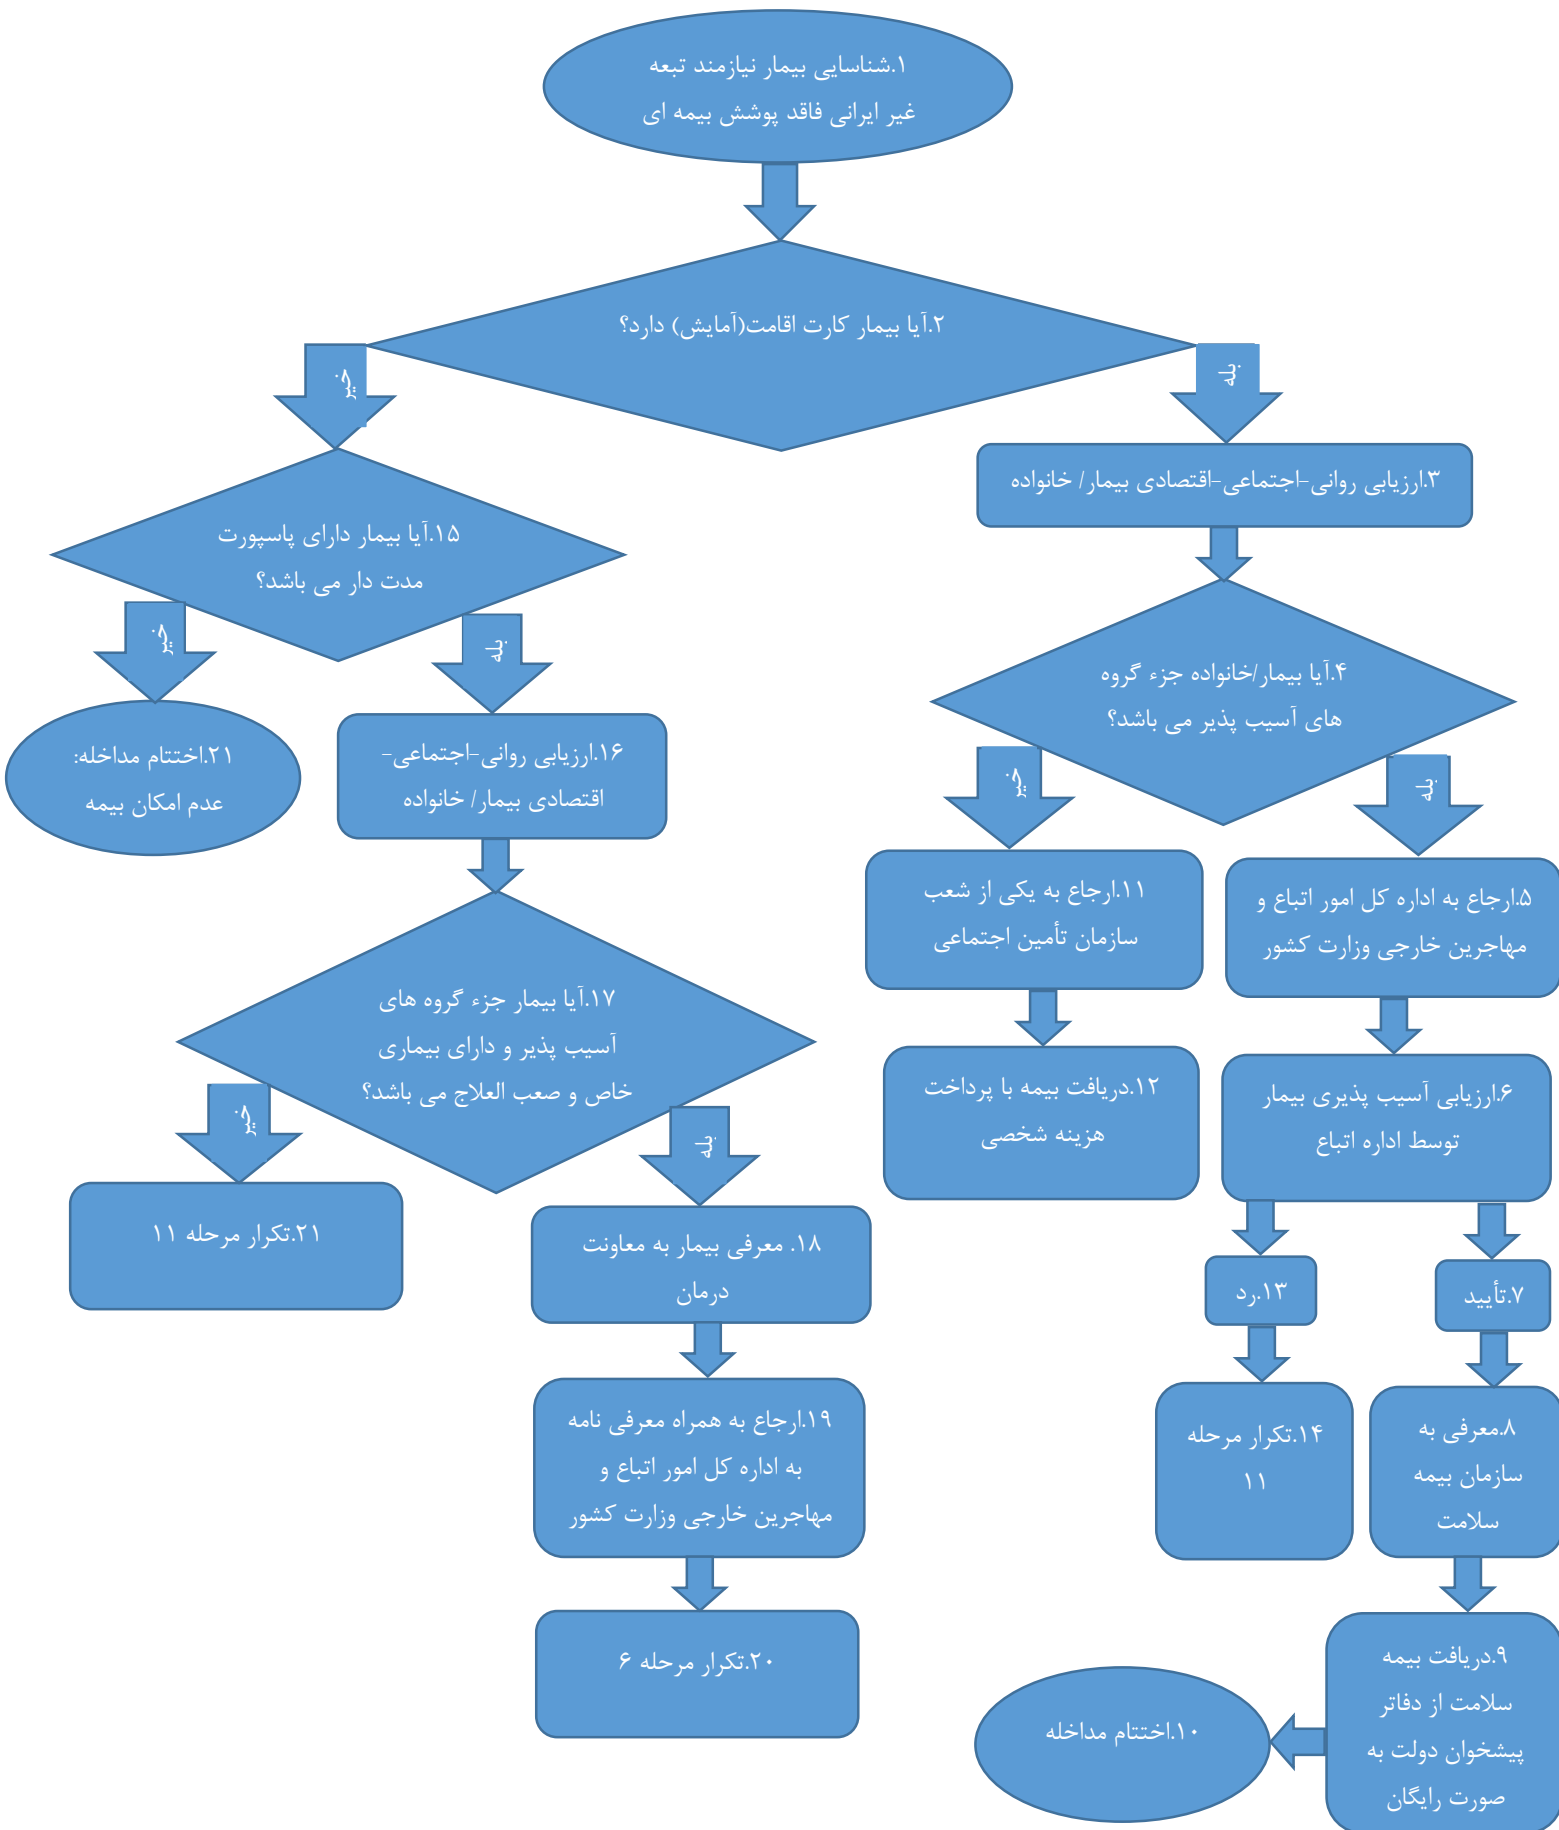 ۱.شناسایی بیمار نیازمند تبعه
غیر ایرانی فاقد پوشش بیمه ای
۲.آیا بیمار کارت اقامت(آمایش) دارد؟
بله
خیر
۳.ارزیابی روانی-اجتماعی-اقتصادی بیمار/ خانواده
۴.آیا بیمار/خانواده جزء گروه
های آسیب پذیر می باشد؟
بله
خیر
۵.ارجاع به اداره کل امور اتباع و
مهاجرین خارجی وزارت کشور
۶.ارزیابی آسیب پذیری بیمار
توسط اداره اتباع
۷.تأیید
۸.معرفی به
سازمان بیمه
سلامت
۹.دریافت بیمه
سلامت از دفاتر
پیشخوان دولت به
صورت رایگان
۱۰.اختتام مداخله
۱۱.ارجاع به یکی از شعب
سازمان تأمین اجتماعی
۱۲.دریافت بیمه با پرداخت
هزینه شخصی
۱۳.رد
۱۴.تکرار مرحله
۱۱
۱۵.آیا بیمار دارای پاسپورت
مدت دار می باشد؟
بله
خیر
۱۶.ارزیابی روانی-اجتماعی-
اقتصادی بیمار/ خانواده
۱۷.آیا بیمار جزء گروه های
آسیب پذیر و دارای بیماری
خاص و صعب العلاج می باشد؟
بله
خیر
۱۸. معرفی بیمار به معاونت
درمان
۱۹.ارجاع به همراه معرفی نامه
به اداره کل امور اتباع و
مهاجرین خارجی وزارت کشور
۲۰.تکرار مرحله ۶
۲۱.تکرار مرحله ۱۱
۲۱.اختتام مداخله:
عدم امکان بیمه